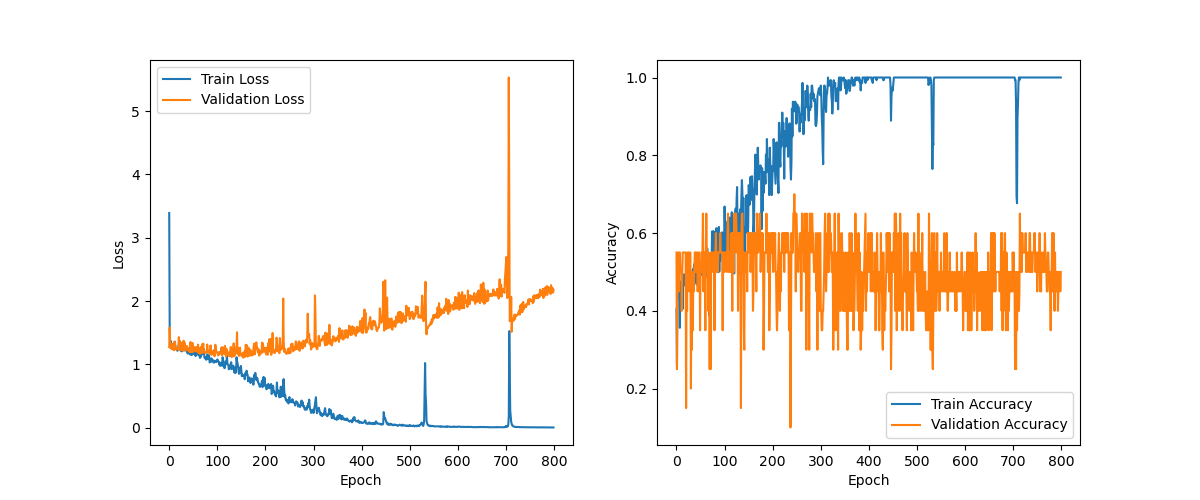 Train Loss
Validation Loss
Loss
5
4
3
2
1
0
0 100 200 300 400 500 600 700 800
Epoch
Accuracy
1.0
0.8
0.6
0.4
0.2
Train Accuracy
Validation Accuracy
0 100 200 300 400 500 600 700 800
Epoch